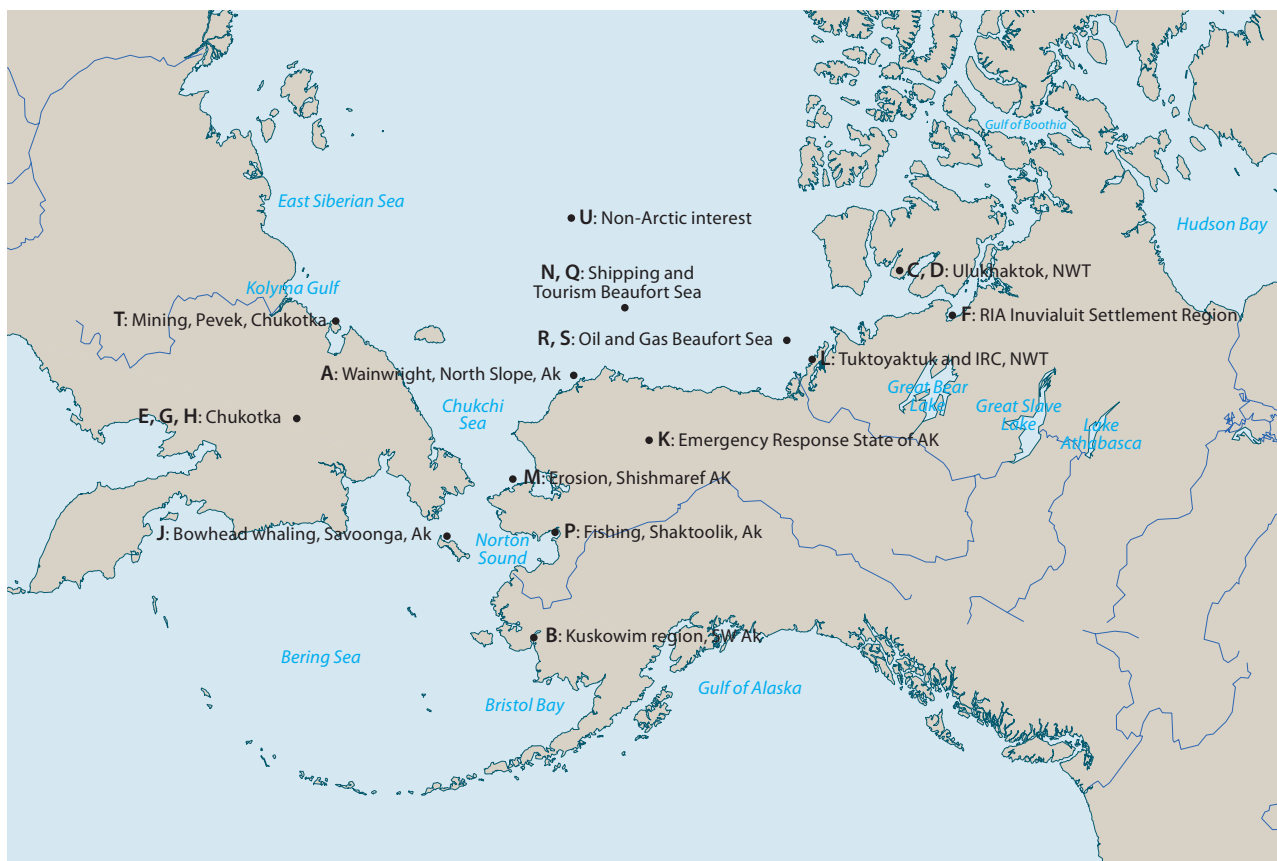 Gulf of Boothia
East Siberian Sea
U: Non-Arctic interest
Hudson Bay
N, Q: Shipping and
Tourism Beaufort Sea
C, D: Ulukhaktok, NWT
Kolyma Gulf
T: Mining, Pevek, Chukotka
F: RIA Inuvialuit Settlement Region
R, S: Oil and Gas Beaufort Sea
L: Tuktoyaktuk and IRC, NWT
A: Wainwright, North Slope, Ak
Great Bear
Lake
Great Slave
Lake
Lake
Athabasca
Chukchi
Sea
E, G, H: Chukotka
K: Emergency Response State of AK
M: Erosion, Shishmaref AK
J: Bowhead whaling, Savoonga, Ak
Norton
Sound
P: Fishing, Shaktoolik, Ak
B: Kuskowim region, SW Ak
Bering Sea
Bristol Bay
Gulf of Alaska